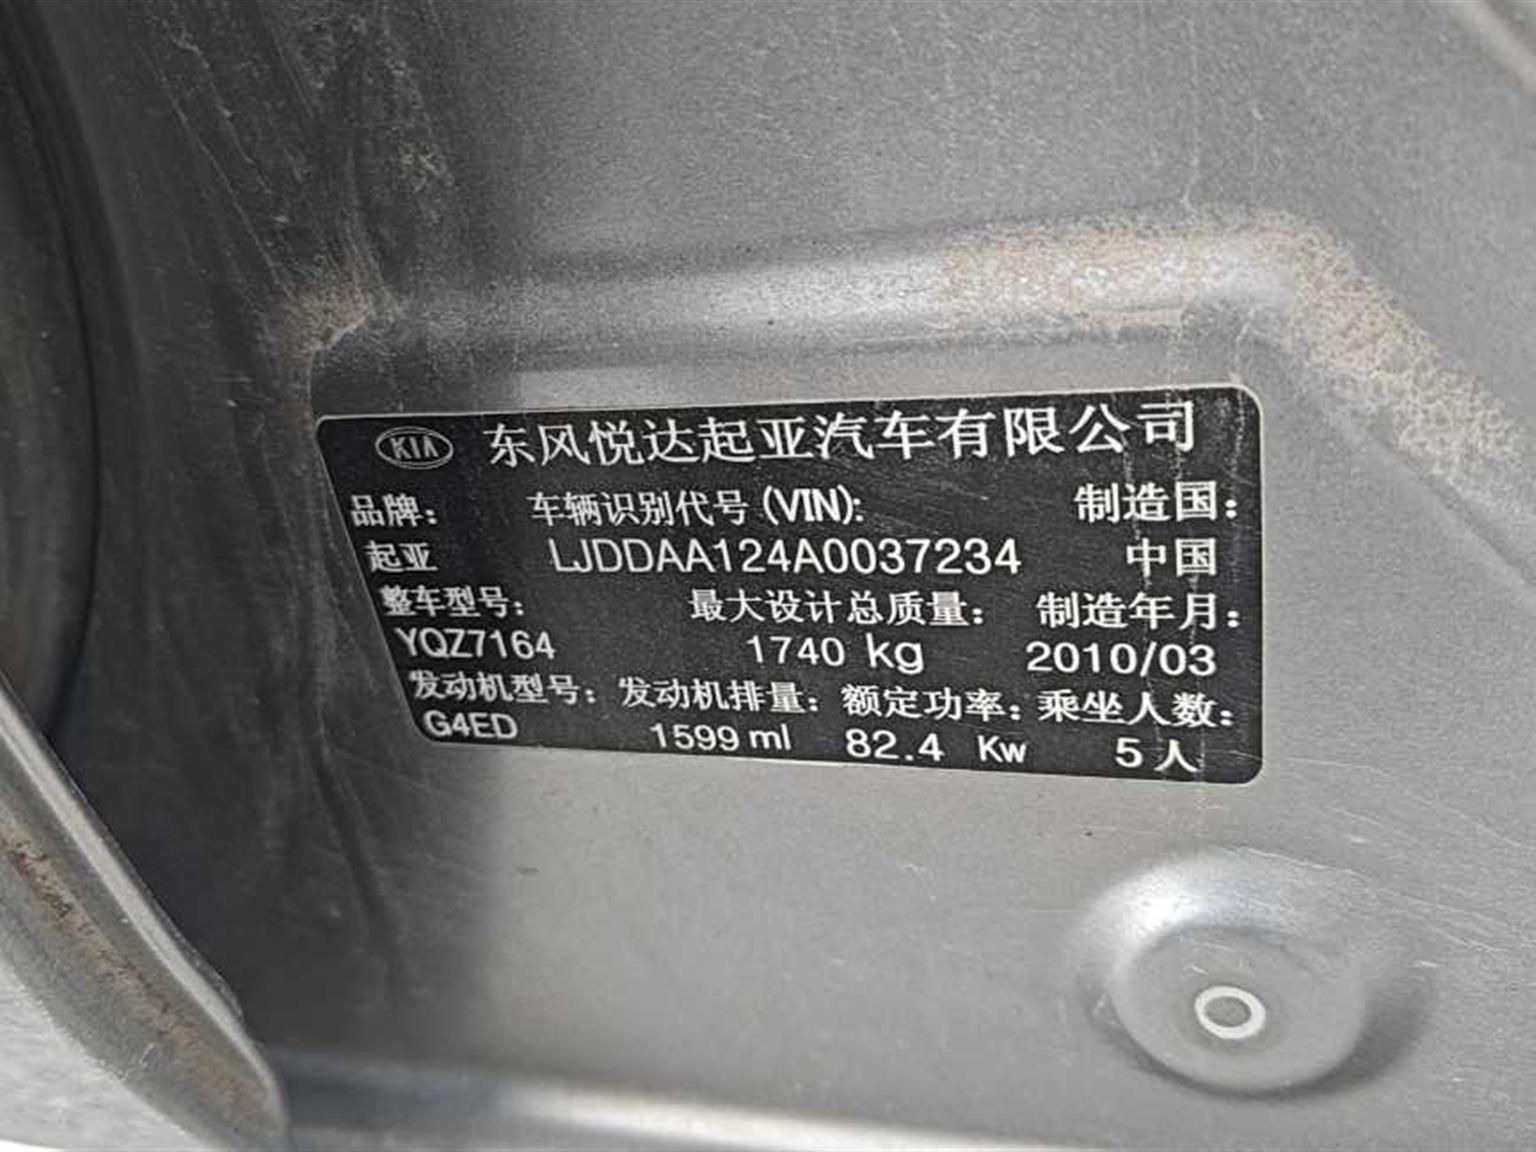 KIA 东风悦达起亚汽车有限公司
品牌： 车辆识别代号(VIN): 制造国：
起亚 LJDDAA124A0037234 中国
整车型号： 最大设计总质量： 制造年月：
YQZ7164 1740 kg 2010/03
发动机型号： 发动机排量： 额定功率： 乘坐人数：
G4ED 1599 ml 82.4 Kw 5 人